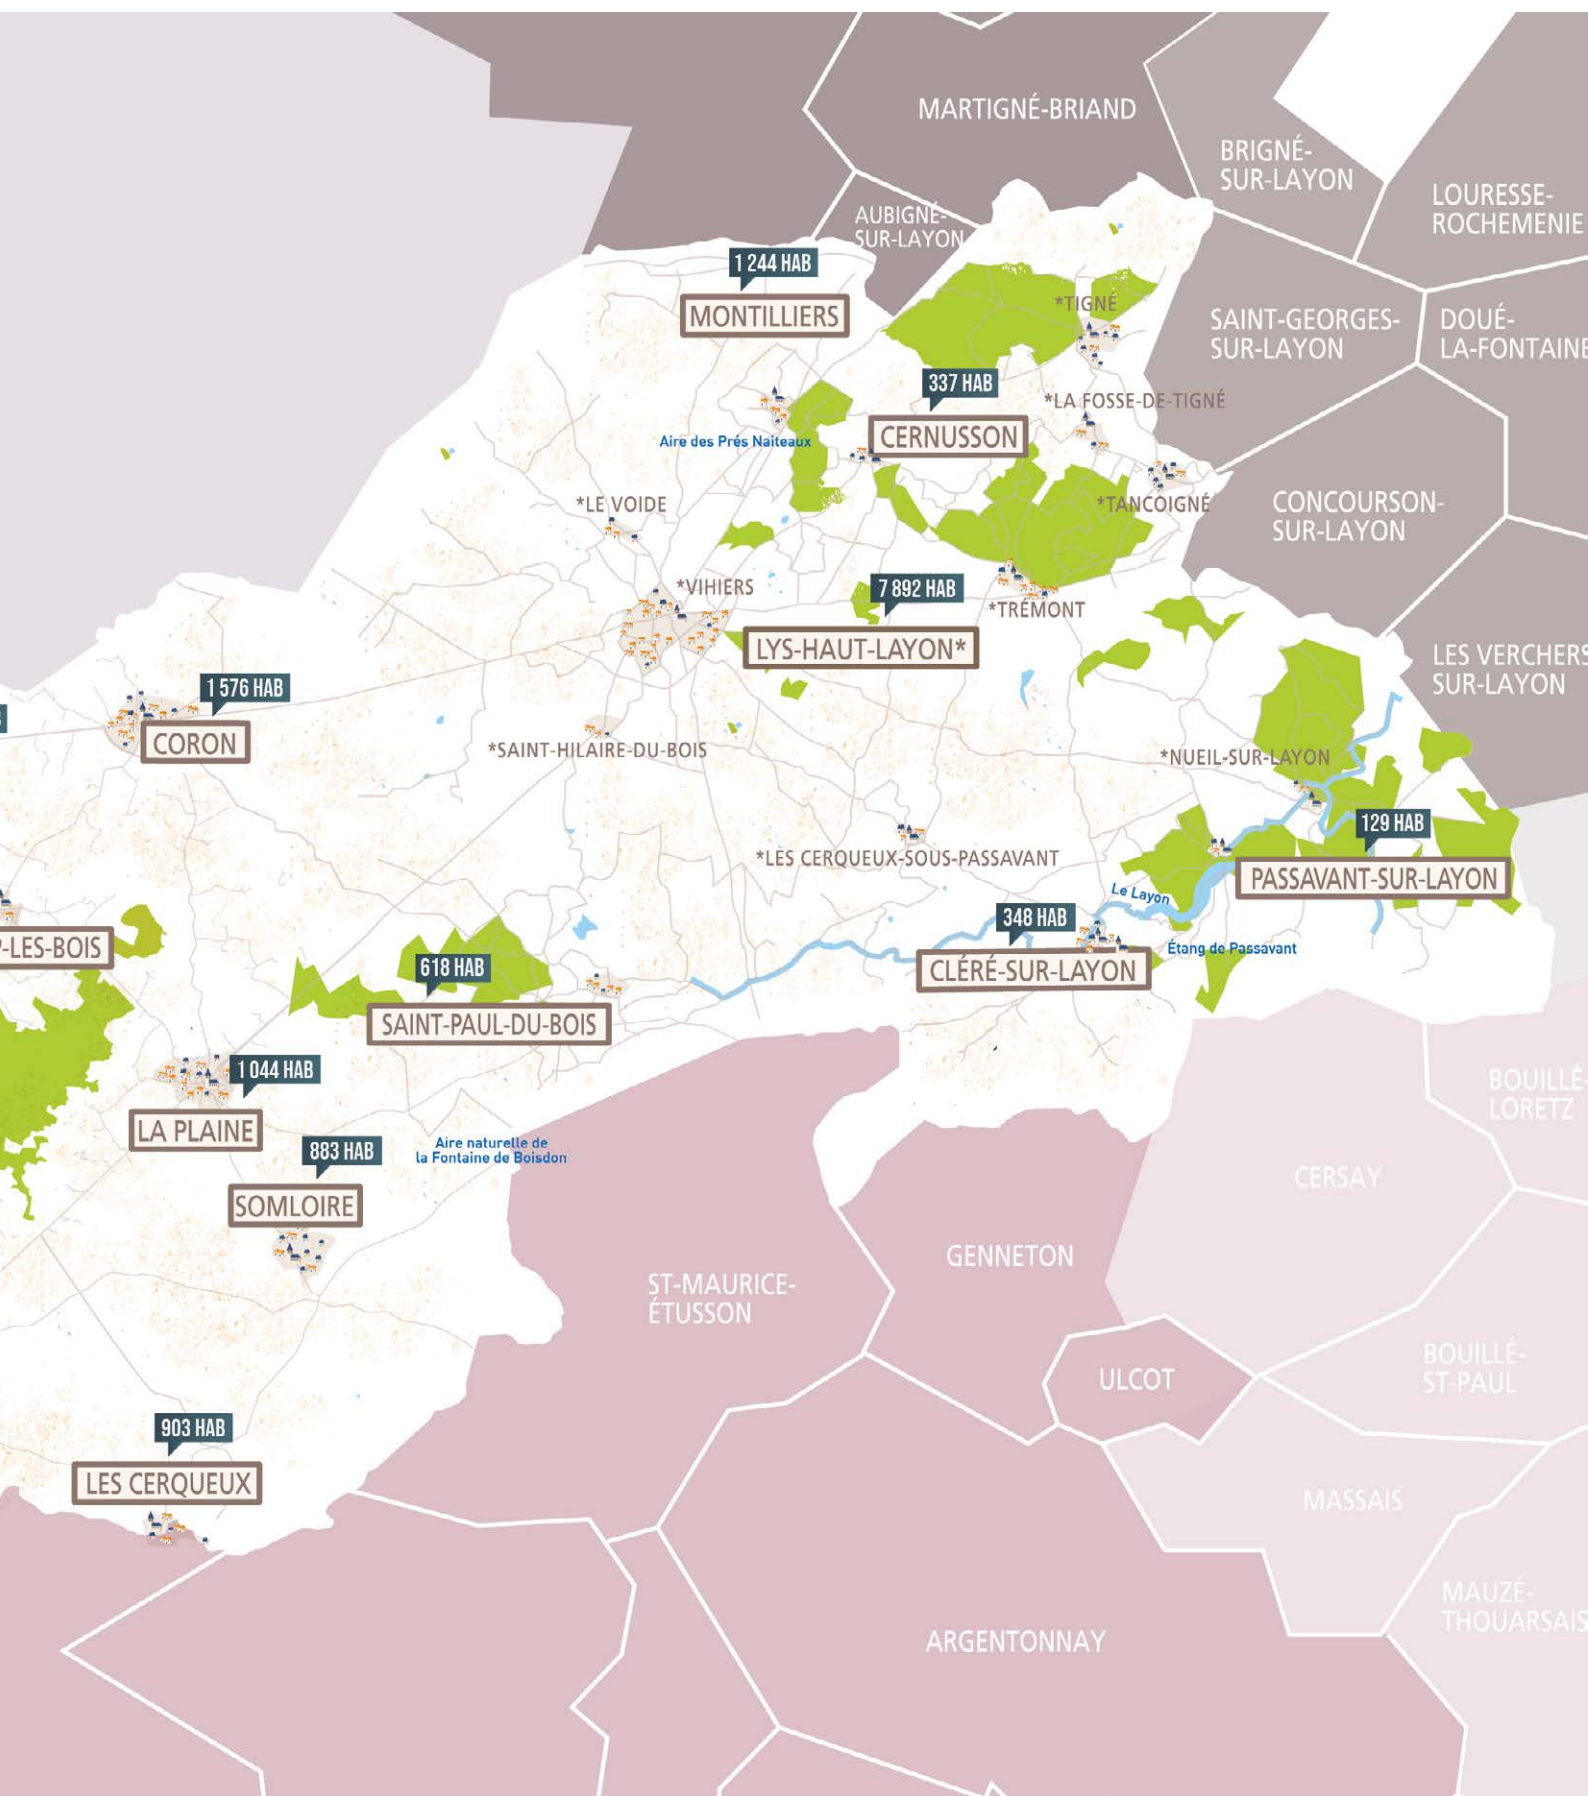 MARTIGNÉ-BRIAND
BRIGNÉ-
SUR-LAYON
LOURESSE-
ROCHEMENIE
AUBIGNÉ-
SUR-LAYON
1 244 HAB
MONTILLIERS
*TIGNÉ
SAINT-GEORGES-
SUR-LAYON
DOUÉ-
LA-FONTAINE
337 HAB
*LA FOSSE-DE-TIGNÉ
CERNUSSON
Aire des Prés Naiteaux
*LE VOIDE
*TANCOIGNÉ
CONCOURSON-
SUR-LAYON
*VIHIERS
7 892 HAB
*TRÉMONT
LYS-HAUT-LAYON*
LES VERCHERS
SUR-LAYON
1 576 HAB
CORON
*SAINT-HILAIRE-DU-BOIS
*NUEIL-SUR-LAYON
129 HAB
*LES CERQUEUX-SOUS-PASSAVANT
PASSAVANT-SUR-LAYON
Le Layon
348 HAB
-LES-BOIS
Étang de Passavant
618 HAB
CLÉRÉ-SUR-LAYON
SAINT-PAUL-DU-BOIS
1 044 HAB
BOUILLÉ-
LORETZ
LA PLAINE
883 HAB
Aire naturelle de
la Fontaine de Boisdon
CERSAY
SOMLOIRE
GENNETON
ST-MAURICE-
ÉTUSSON
BOUILLÉ-
ST-PAUL
ULCOT
903 HAB
LES CERQUEUX
MASSAIS
MAUZÉ-
THOUARSAIS
ARGENTONNAY